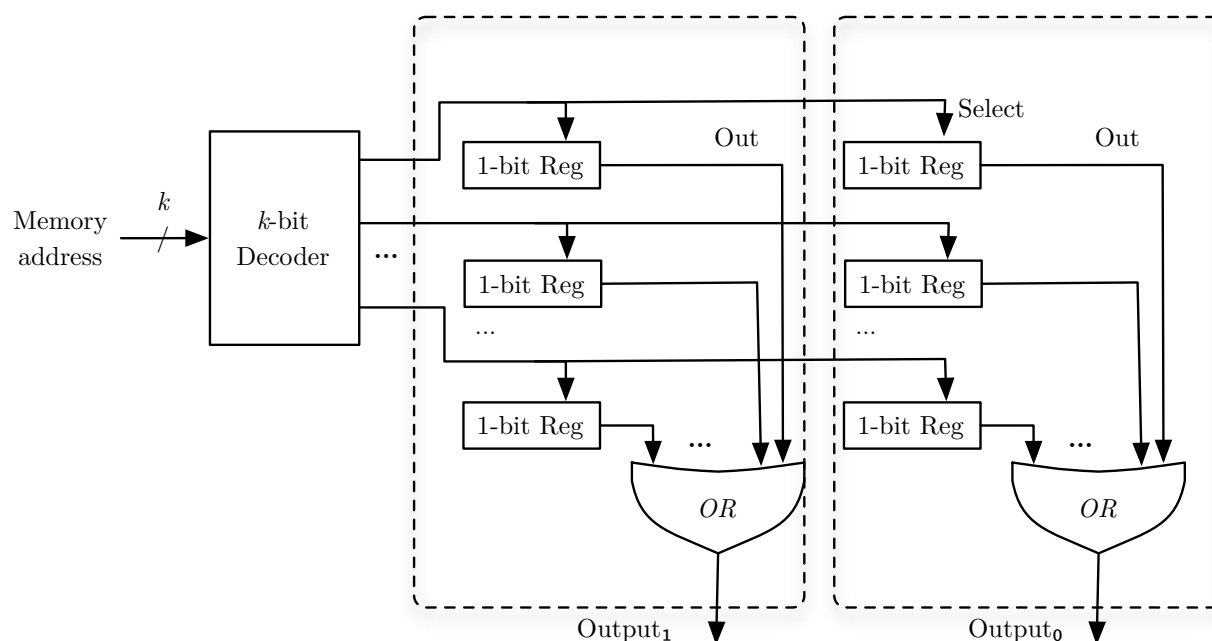 Select
Out
Out
1-bit Reg
1-bit Reg
k
Memory
address
k-bit
Decoder
...
1-bit Reg
1-bit Reg
...
...
1-bit Reg
1-bit Reg
...
...
OR
OR
Output₁
Output₀